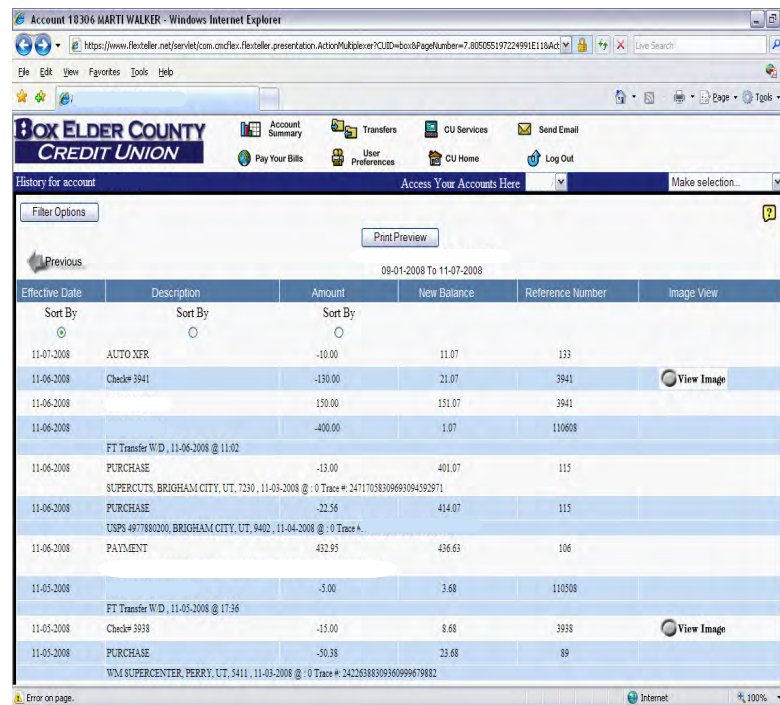 Account 18306 MARTI WALKER - Windows Internet Explorer
https://www.flexteller.net/servlet/com.cmcflex.flexteller.presentation.ActionMultiplexer?CUID=box&PageNumber=7.805055197224991E11&Act
Live Search
File Edit View Favorites Tools Help
Page Tools
BOX ELDER COUNTY
CREDIT UNION
Account Summary Transfers CU Services Send Email
Pay Your Bills User Preferences CU Home Log Out
History for account Access Your Accounts Here Make selection...
Filter Options
?
Print Preview
Previous
09-01-2008 To 11-07-2008
Effective Date Description Amount New Balance Reference Number Image View
Sort By Sort By Sort By
11-07-2008 AUTO XFR -10.00 11.07 133
11-06-2008 Check# 3941 -130.00 21.07 3941 View Image
11-06-2008 150.00 151.07 3941
11-06-2008 -400.00 1.07 110608
FT Transfer W/D , 11-06-2008 @ 11:02
11-06-2008 PURCHASE -13.00 401.07 115
SUPERCUTS, BRIGHAM CITY, UT, 7230 , 11-03-2008 @ : 0 Trace #: 24717058309693094592971
11-06-2008 PURCHASE -22.56 414.07 115
USPS 4977880200, BRIGHAM CITY, UT, 9402 , 11-04-2008 @ : 0 Trace #:
11-06-2008 PAYMENT 432.95 436.63 106
11-05-2008 -5.00 3.68 110508
FT Transfer W/D , 11-05-2008 @ 17:36
11-05-2008 Check# 3938 -15.00 8.68 3938 View Image
11-05-2008 PURCHASE -50.38 23.68 89
WM SUPERCENTER, PERRY, UT, 5411 , 11-03-2008 @ : 0 Trace #: 24226388309360999679882
Error on page. Internet 100%